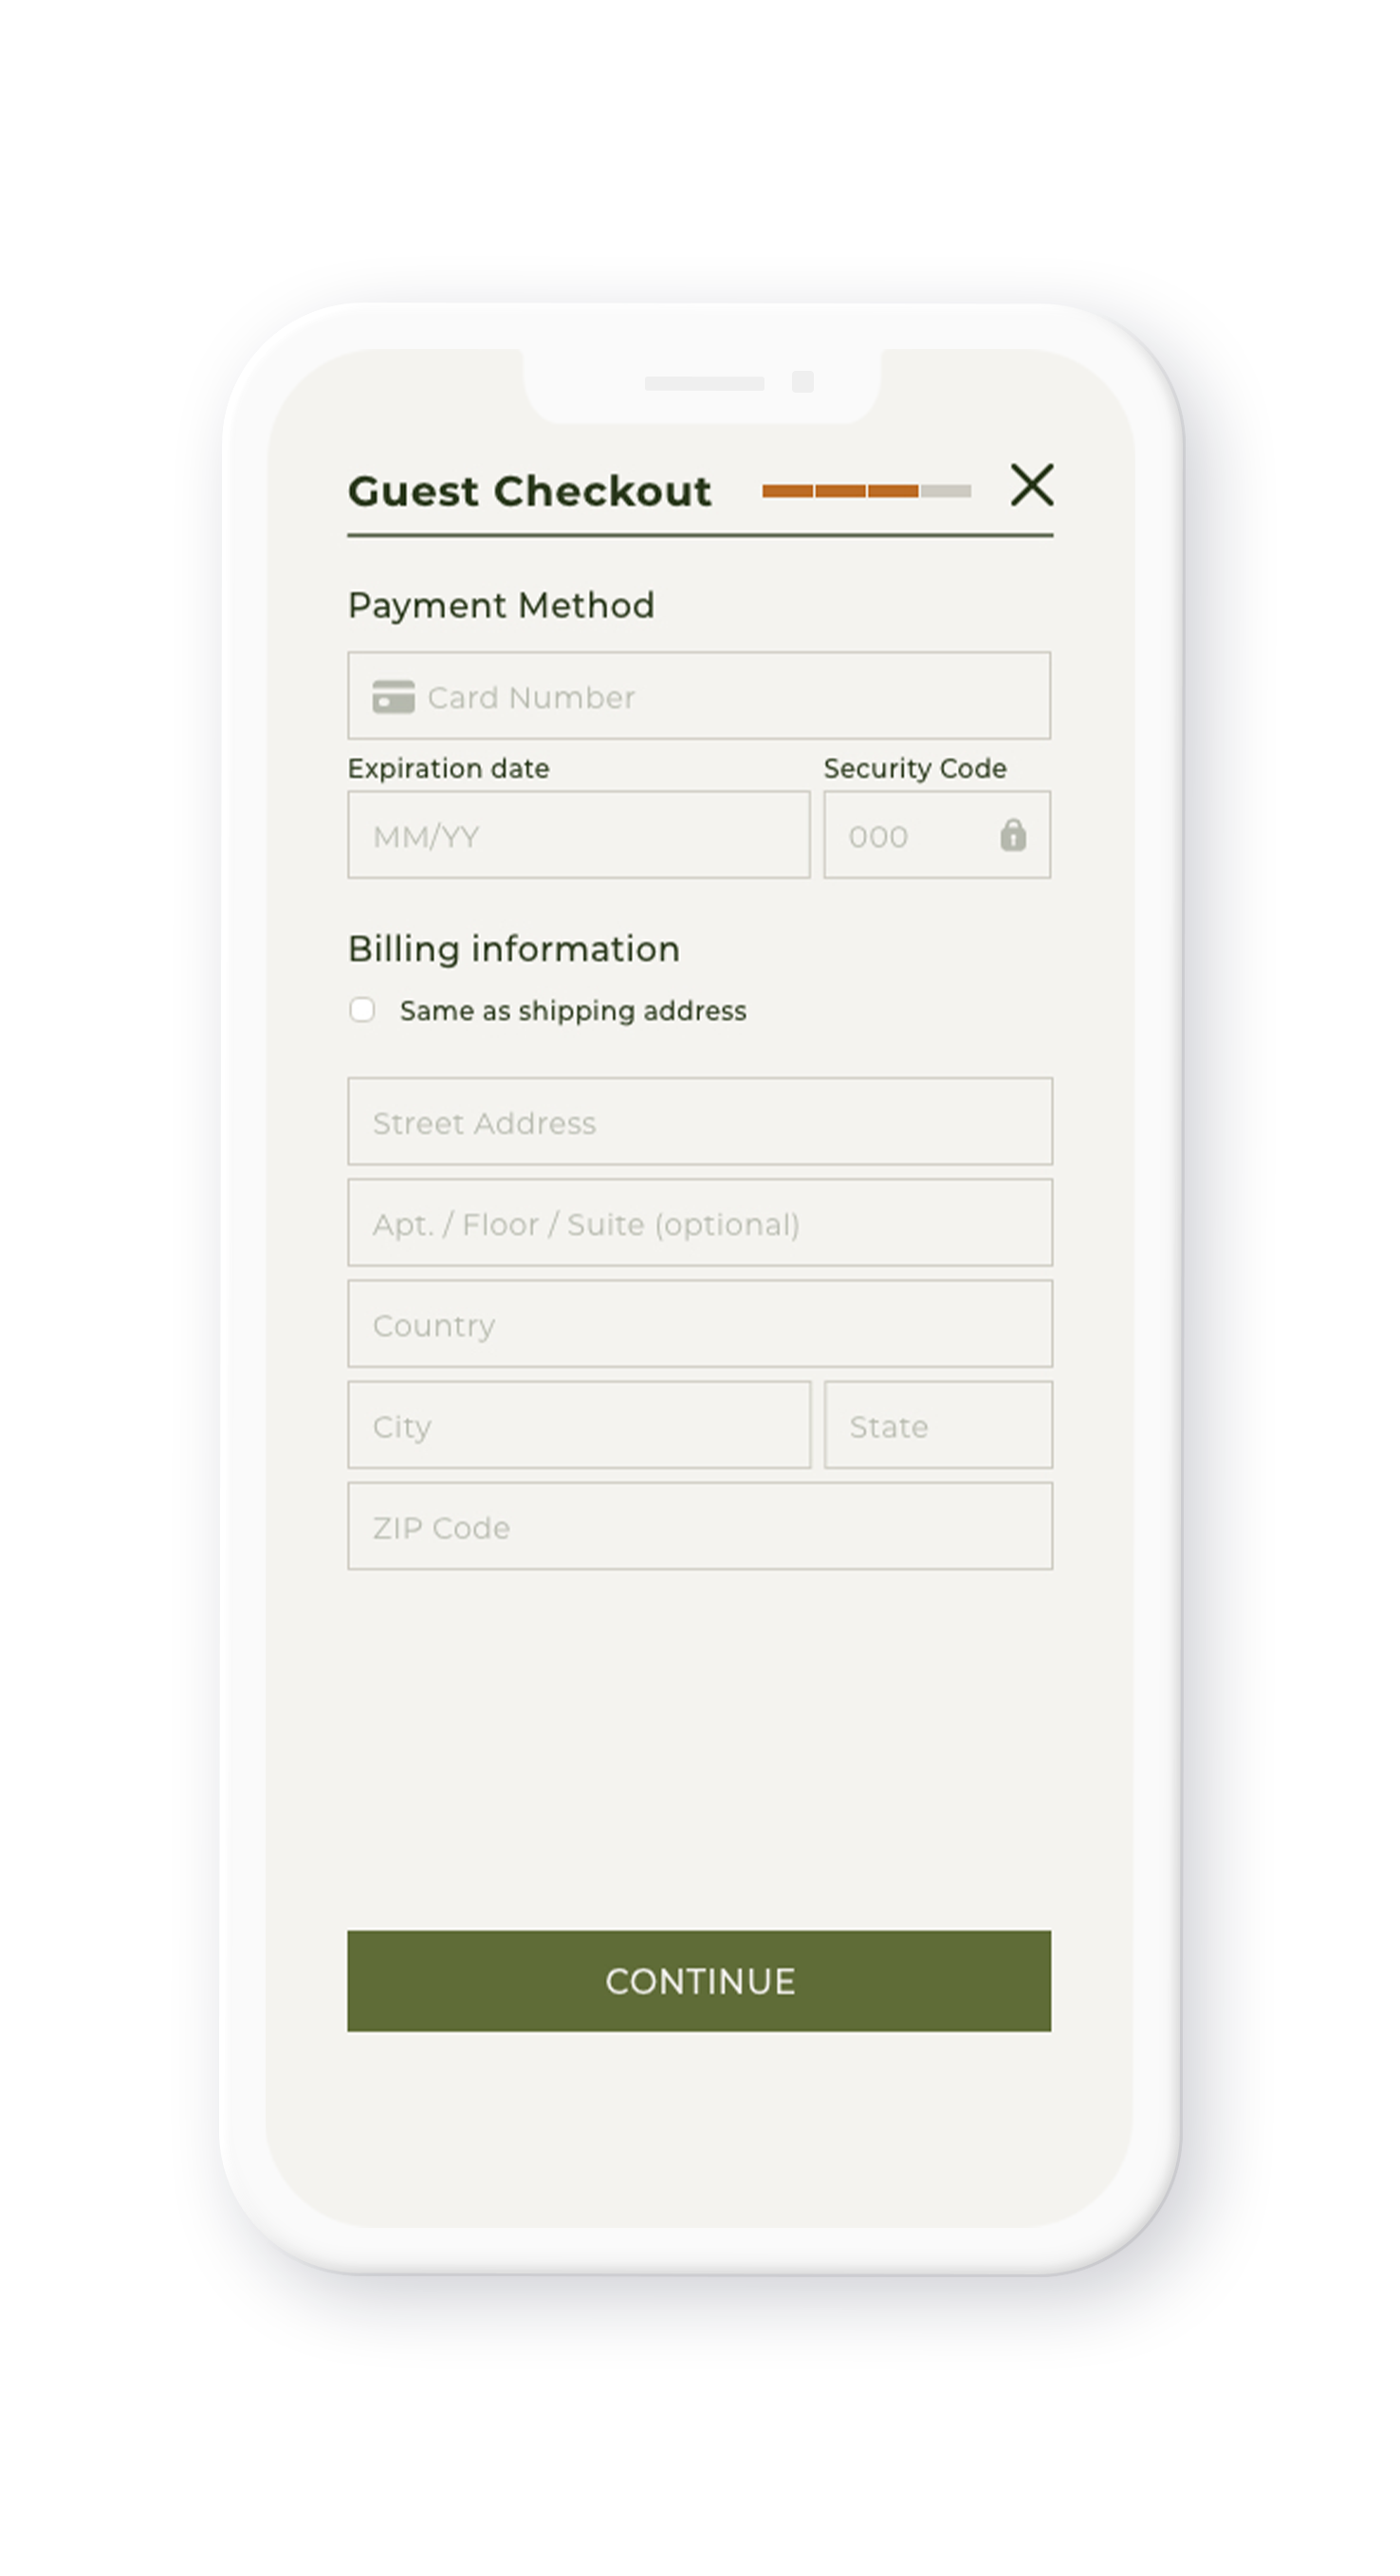 Guest Checkout
Payment Method
Card Number
Expiration date
Security Code
MM/YY
000
Billing information
Same as shipping address
Street Address
Apt. / Floor / Suite (optional)
Country
City
State
ZIP Code
CONTINUE